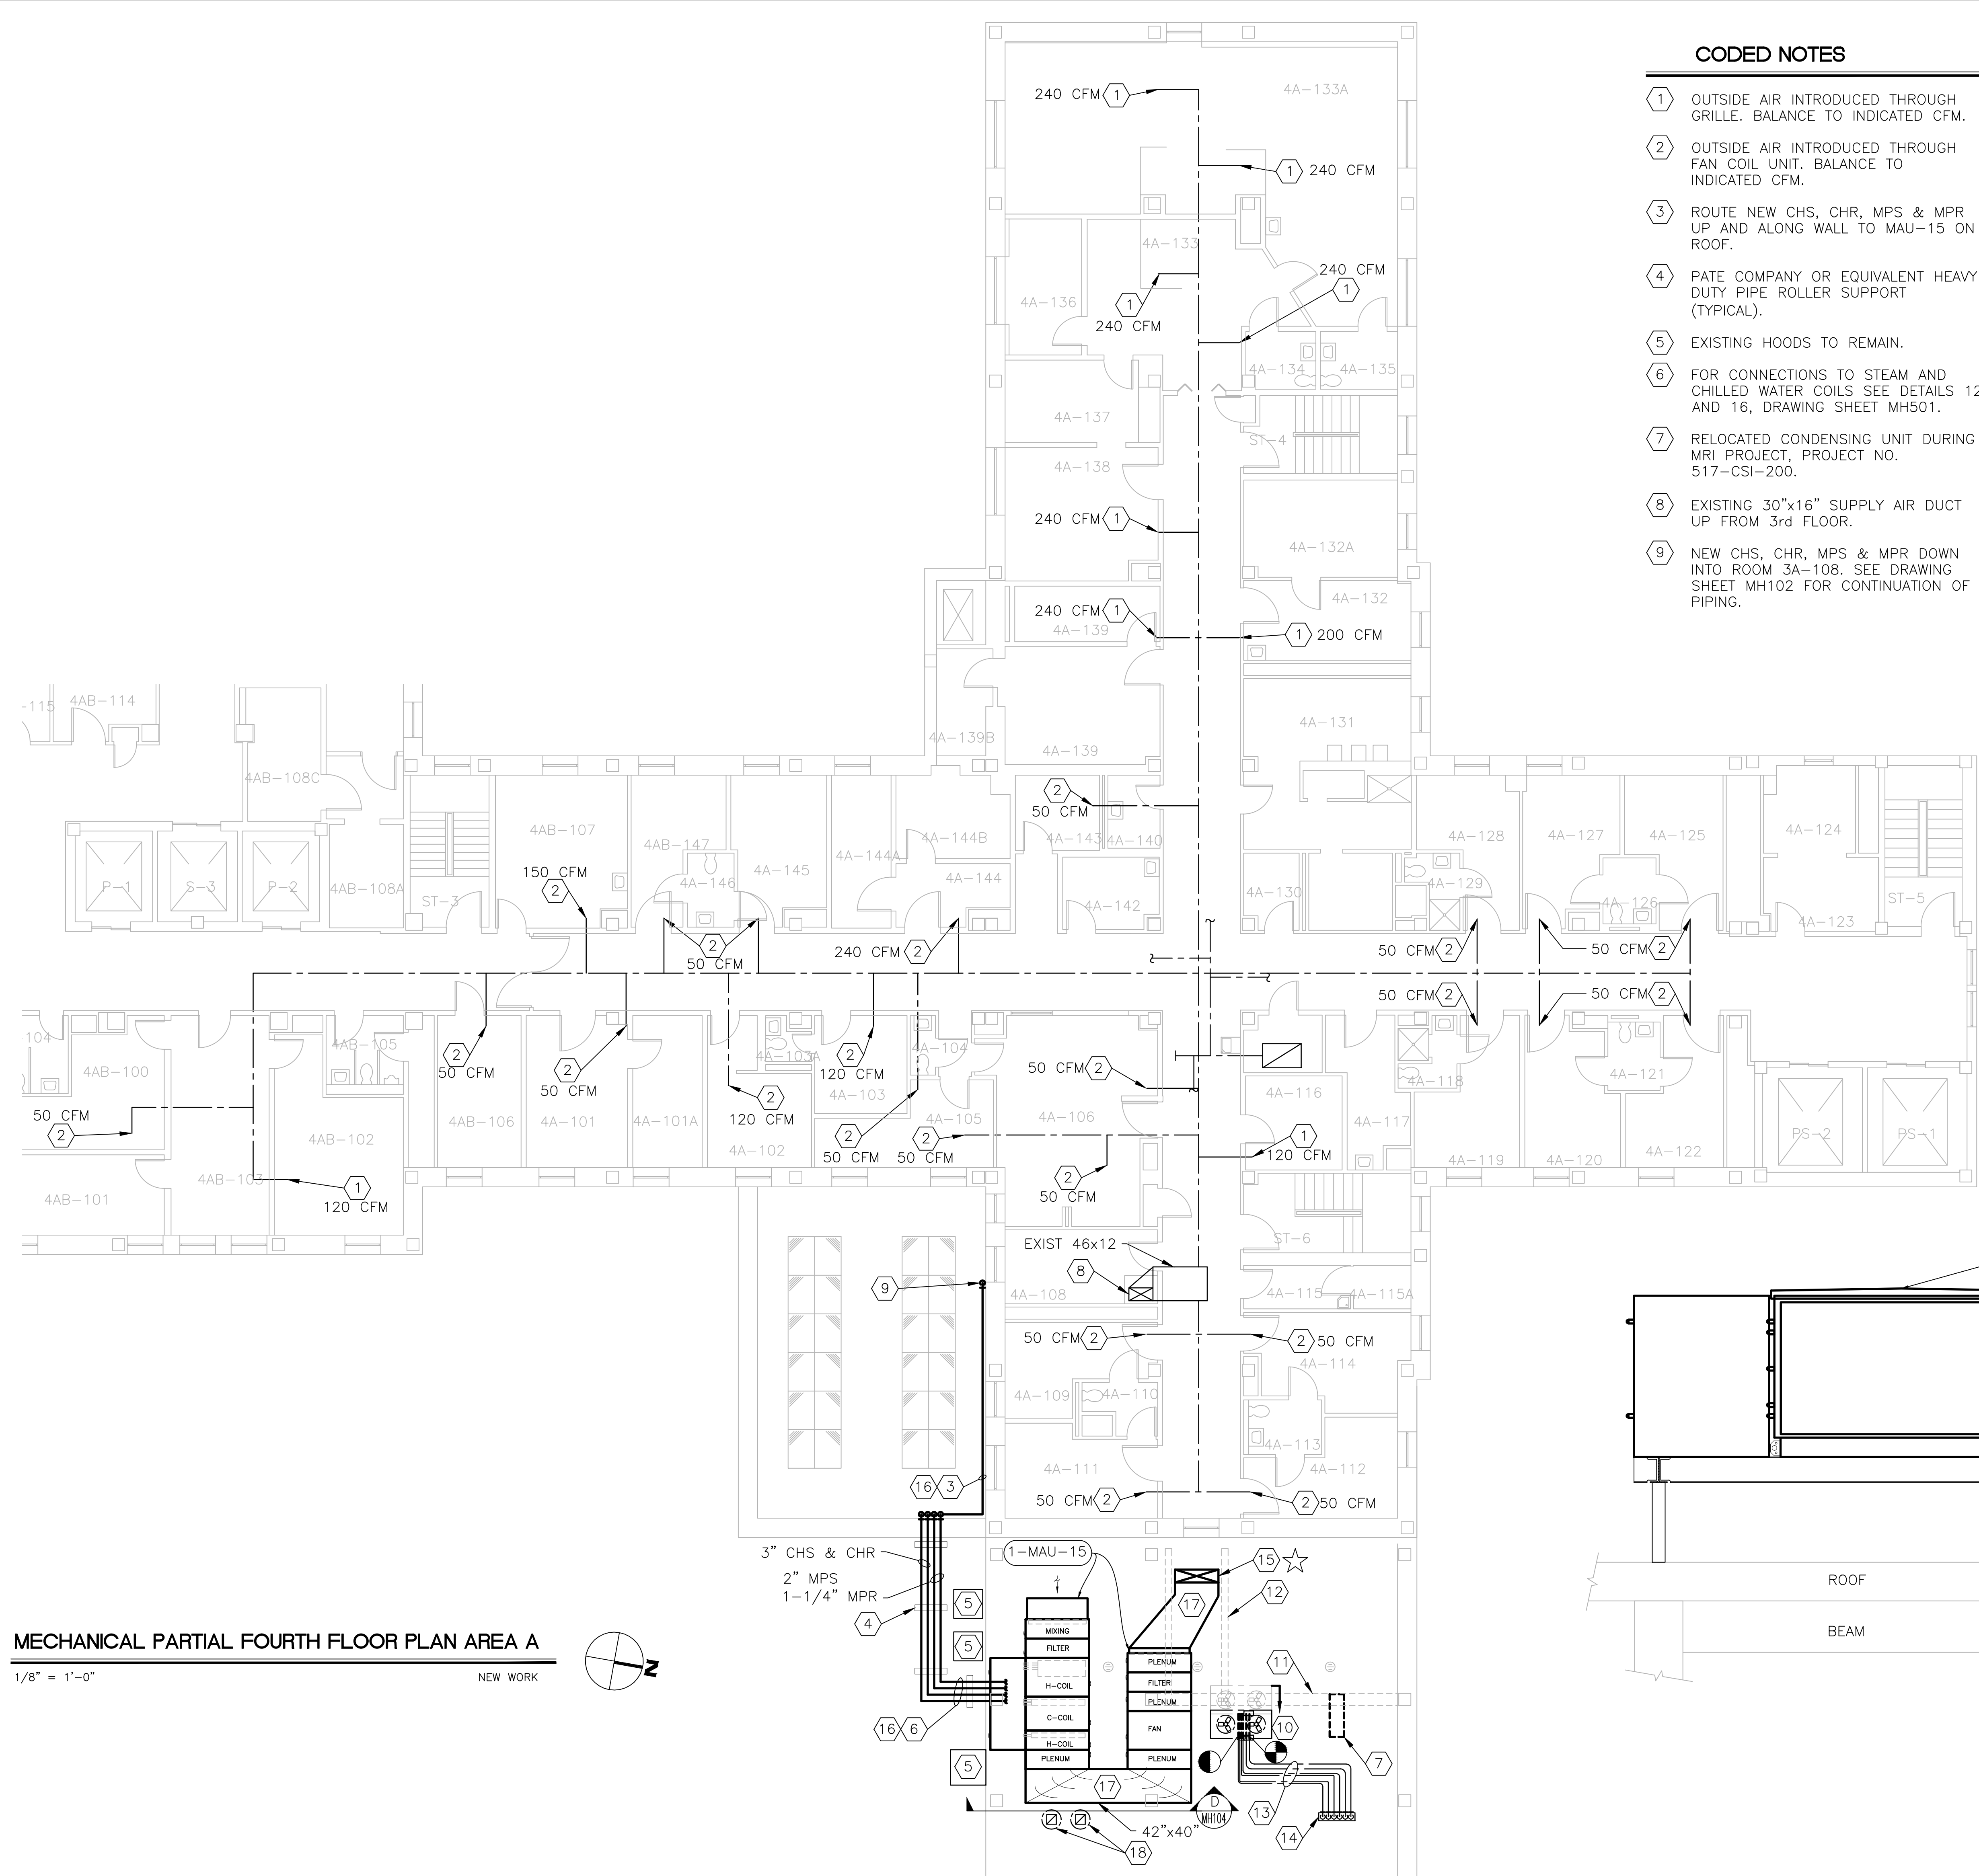 CODED NOTES
1 OUTSIDE AIR INTRODUCED THROUGH
GRILLE. BALANCE TO INDICATED CFM.
2 OUTSIDE AIR INTRODUCED THROUGH
FAN COIL UNIT. BALANCE TO
INDICATED CFM.
3 ROUTE NEW CHS, CHR, MPS & MPR
UP AND ALONG WALL TO MAU-15 ON
ROOF.
4 PATE COMPANY OR EQUIVALENT HEAVY
DUTY PIPE ROLLER SUPPORT
(TYPICAL).
5 EXISTING HOODS TO REMAIN.
6 FOR CONNECTIONS TO STEAM AND
CHILLED WATER COILS SEE DETAILS 12
AND 16, DRAWING SHEET MH501.
7 RELOCATED CONDENSING UNIT DURING
MRI PROJECT, PROJECT NO.
517-CSI-200.
8 EXISTING 30"x16" SUPPLY AIR DUCT
UP FROM 3rd FLOOR.
9 NEW CHS, CHR, MPS & MPR DOWN
INTO ROOM 3A-108. SEE DRAWING
SHEET MH102 FOR CONTINUATION OF
PIPING.
4A-133A
240 CFM 1
1 240 CFM
4A-133
240 CFM
1
4A-136
1
240 CFM
4A-134
4A-135
4A-137
ST-4
4A-138
240 CFM 1
4A-132A
4A-132
240 CFM 1
4A-139
1 200 CFM
4A-131
4A-139B
4A-139
-115
4AB-114
4AB-108C
2
50 CFM
4A-143
4A-140
4AB-107
4AB-147
4A-144B
4A-128
4A-127
4A-125
4A-124
150 CFM
2
4A-145
4A-144A
4A-144
P-1
S-3
P-2
4AB-108A
ST-3
4A-146
4A-142
4A-130
4A-129
4A-126
4A-123
ST-5
2
50 CFM
240 CFM 2
50 CFM 2
50 CFM 2
50 CFM 2
50 CFM 2
-104
4AB-105
4AB-100
2
50 CFM
2
50 CFM
4A-103A
2
120 CFM
4A-103
4A-104
50 CFM 2
4A-118
4A-121
4A-116
50 CFM
2
4AB-102
4AB-106
4A-101
4A-101A
2
120 CFM
4A-102
4A-105
4A-106
4A-117
PS-2
PS-1
2
50 CFM
2
50 CFM
1
120 CFM
4A-119
4A-120
4A-122
4AB-101
4AB-103
1
120 CFM
2
50 CFM
EXIST 46x12
ST-6
8
9
4A-108
4A-115
4A-115A
50 CFM 2
2 50 CFM
4A-114
4A-109
4A-110
4A-113
4A-111
4A-112
16 3
50 CFM 2
2 50 CFM
3" CHS & CHR
2" MPS
1-1/4" MPR
4
1-MAU-15
15
12
17
5
5
5
MIXING
FILTER
H-COIL
C-COIL
H-COIL
PLENUM
PLENUM
FILTER
PLENUM
FAN
PLENUM
11
10
7
16 6
17
D
MH104
13
14
42"x40"
18
ROOF
BEAM
MECHANICAL PARTIAL FOURTH FLOOR PLAN AREA A
1/8" = 1'-0"
NEW WORK
N